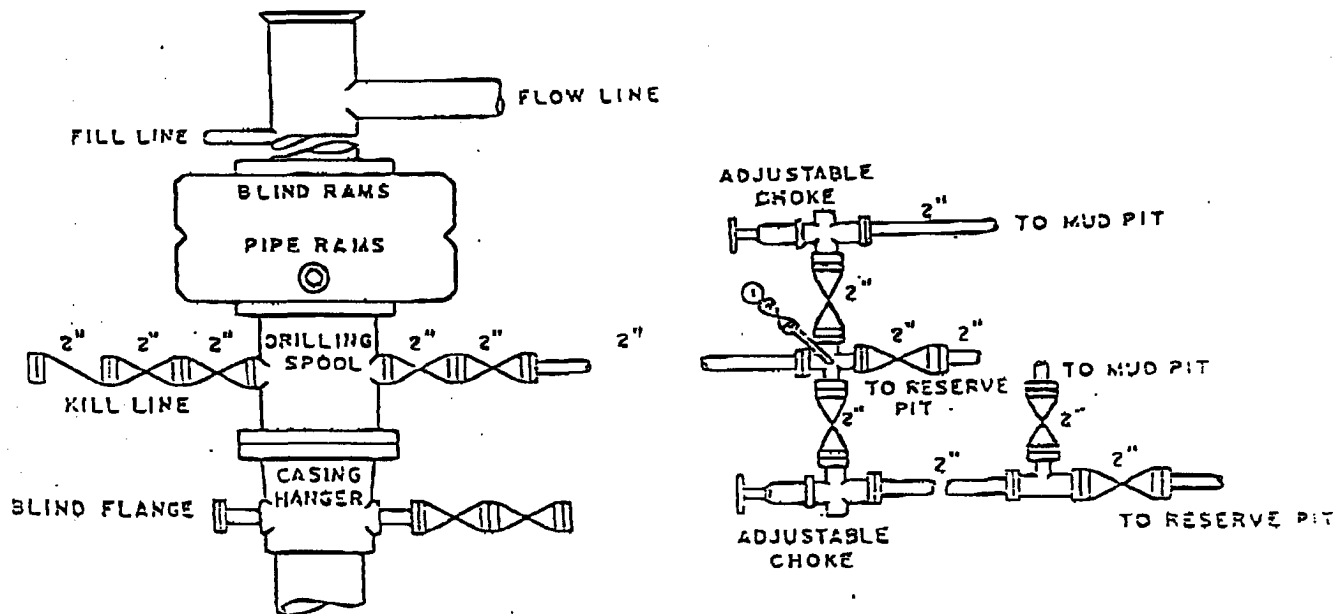 FLOW LINE
FILL LINE
BLIND RAMS
PIPE RAMS
2" 2" 2" DRILLING SPOOL 2" 2" 2"
KILL LINE
CASING
HANGER
BLIND FLANGE
ADJUSTABLE
CHOKE
2"
TO MUD PIT
2"
2" 2"
TO RESERVE
PIT
TO MUD PIT
2"
2"
2"
2"
TO RESERVE PIT
ADJUSTABLE
CHOKE